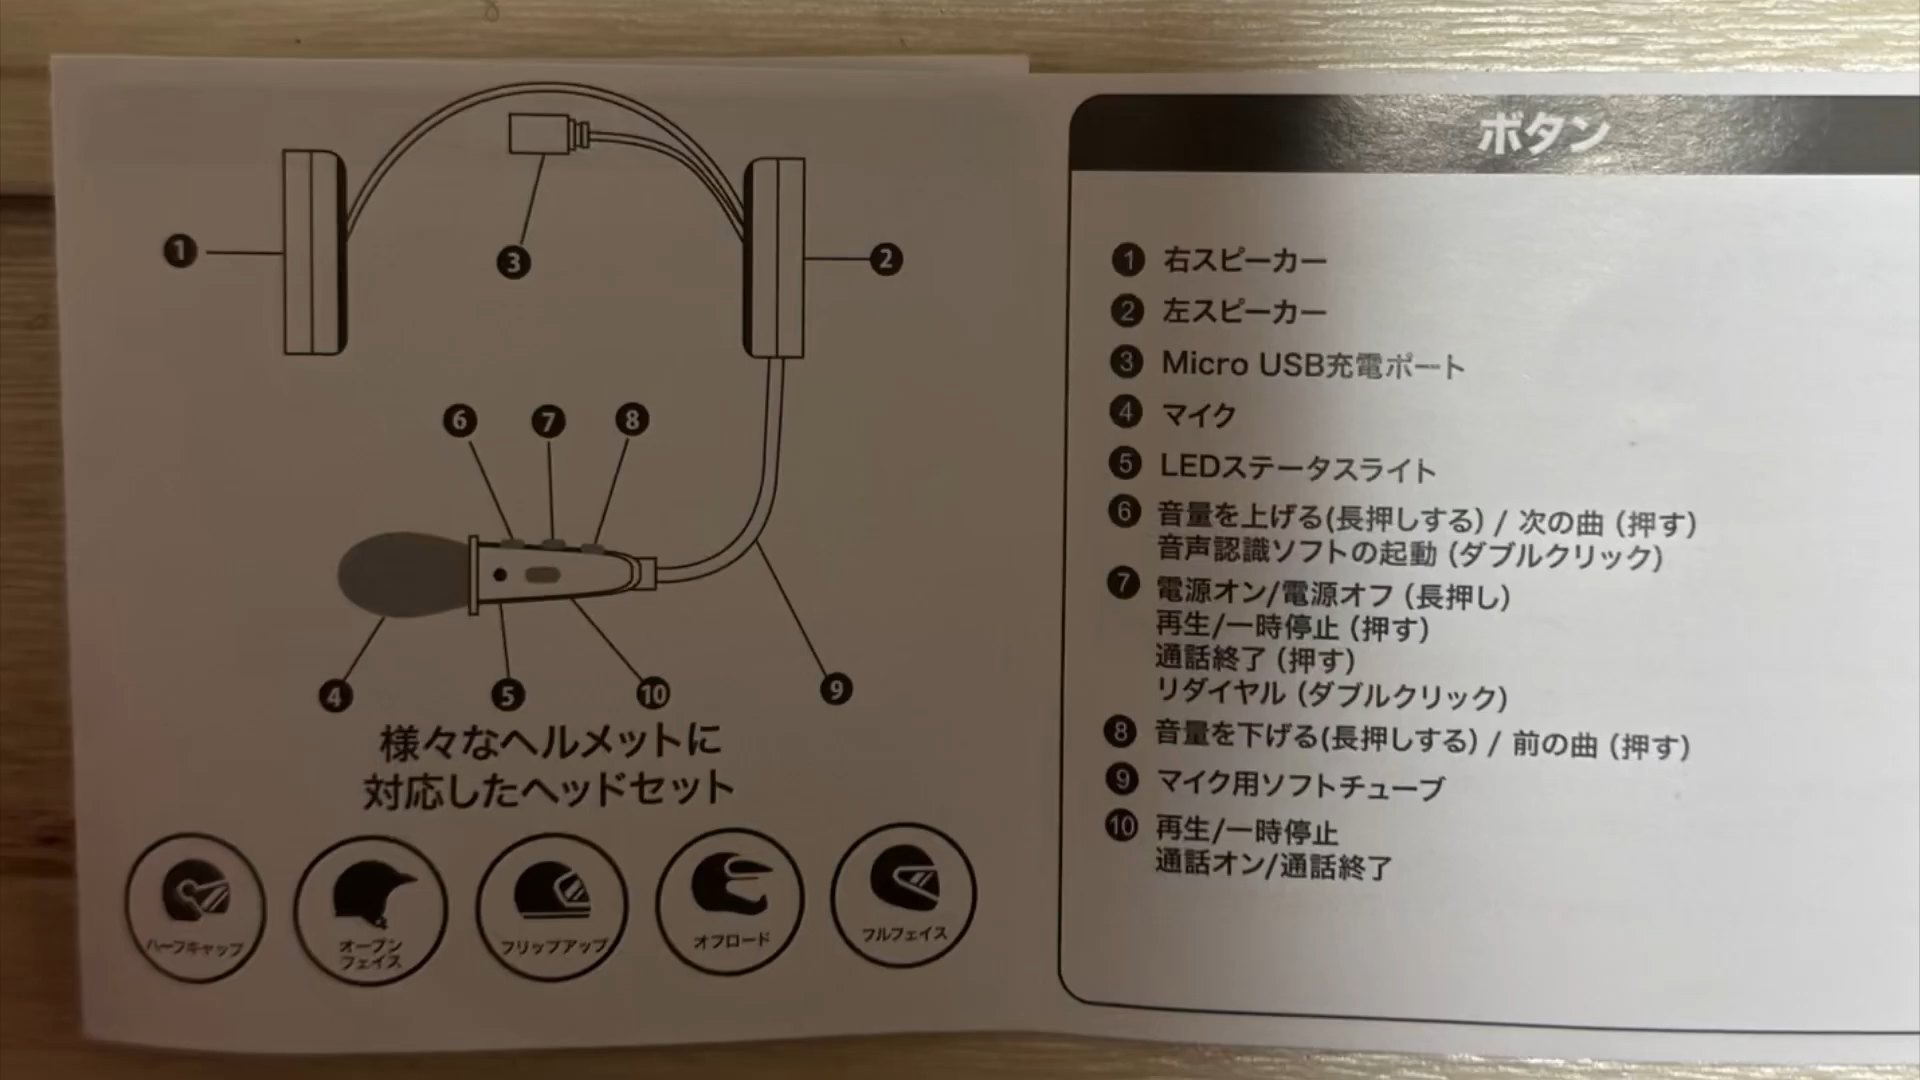 1
3
2
6
7
8
4
5
10
9
様々なヘルメットに
対応したヘッドセット
ハーフキャップ
オープン
フェイス
フリップアップ
オフロード
フルフェイス
ボタン
1 右スピーカー
2 左スピーカー
3 Micro USB充電ポート
4 マイク
5 LEDステータスライト
6 音量を上げる(長押しする) / 次の曲 (押す)
音声認識ソフトの起動 (ダブルクリック)
7 電源オン/電源オフ (長押し)
再生/一時停止 (押す)
通話終了 (押す)
リダイヤル (ダブルクリック)
8 音量を下げる(長押しする) / 前の曲 (押す)
9 マイク用ソフトチューブ
10 再生/一時停止
通話オン/通話終了